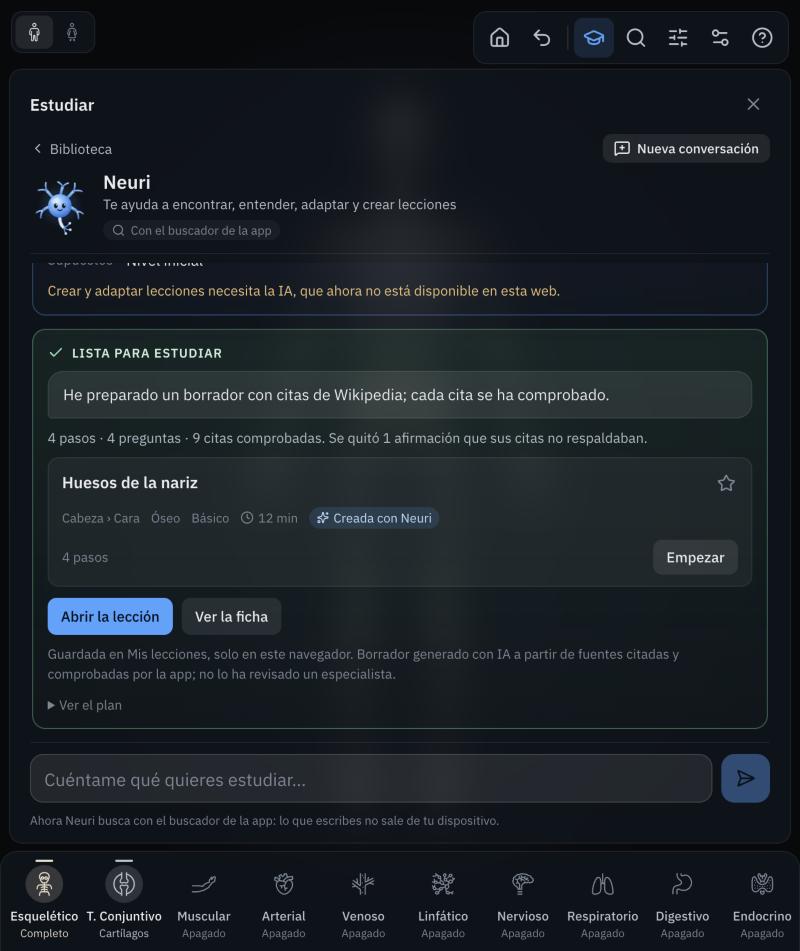 Estudiar
Biblioteca
Nueva conversación
Neuri
Te ayuda a encontrar, entender, adaptar y crear lecciones
Con el buscador de la app
Nivel inicial
Crear y adaptar lecciones necesita la IA, que ahora no está disponible en esta web.
LISTA PARA ESTUDIAR
He preparado un borrador con citas de Wikipedia; cada cita se ha comprobado.
4 pasos · 4 preguntas · 9 citas comprobadas. Se quitó 1 afirmación que sus citas no respaldaban.
Huesos de la nariz
Cabeza › Cara Óseo Básico 12 min Creada con Neuri
4 pasos
Empezar
Abrir la lección Ver la ficha
Guardada en Mis lecciones, solo en este navegador. Borrador generado con IA a partir de fuentes citadas y
comprobadas por la app; no lo ha revisado un especialista.
Ver el plan
Cuéntame qué quieres estudiar...
Ahora Neuri busca con el buscador de la app: lo que escribes no sale de tu dispositivo.
Esquelético T. Conjuntivo Muscular Arterial Venoso Linfático Nervioso Respiratorio Digestivo Endocrino
Completo Cartílagos Apagado Apagado Apagado Apagado Apagado Apagado Apagado Apagado